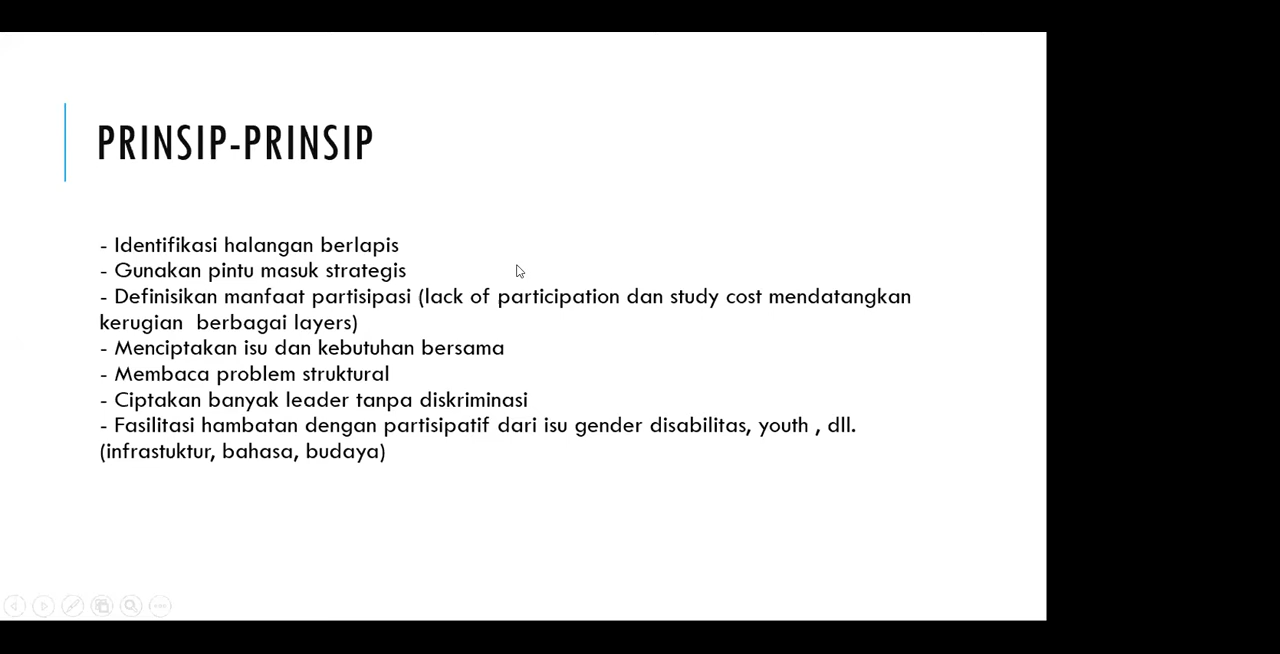 PRINSIP-PRINSIP
- Identifikasi halangan berlapis
- Gunakan pintu masuk strategis
- Definisikan manfaat partisipasi (lack of participation dan study cost mendatangkan
kerugian  berbagai layers)
- Menciptakan isu dan kebutuhan bersama
- Membaca problem struktural
- Ciptakan banyak leader tanpa diskriminasi
- Fasilitasi hambatan dengan partisipatif dari isu gender disabilitas, youth , dll.
(infrastuktur, bahasa, budaya)